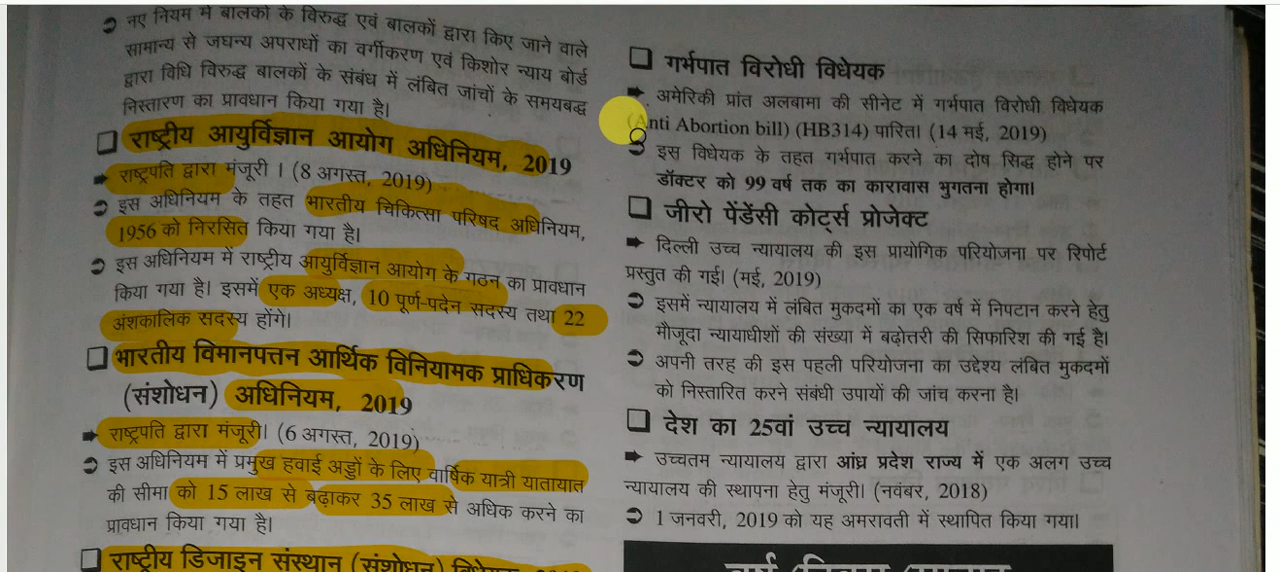 नए नियम में बालकों के विरुद्ध एवं बालकों द्वारा किए जाने वाले
सामान्य से जघन्य अपराधों का वर्गीकरण एवं किशोर न्याय बोर्ड
द्वारा विधि विरुद्ध बालकों के संबंध में लंबित जांचों के समयबद्ध
निस्तारण का प्रावधान किया गया है।
राष्ट्रीय आयुर्विज्ञान आयोग अधिनियम, 2019
राष्ट्रपति द्वारा मंजूरी । (8 अगस्त, 2019)
इस अधिनियम के तहत भारतीय चिकित्सा परिषद अधिनियम,
1956 को निरसित किया गया है।
इस अधिनियम में राष्ट्रीय आयुर्विज्ञान आयोग के गठन का प्रावधान
किया गया है। इसमें एक अध्यक्ष, 10 पूर्ण-पदेन सदस्य तथा 22
अंशकालिक सदस्य होंगे।
भारतीय विमानपत्तन आर्थिक विनियामक प्राधिकरण
(संशोधन) अधिनियम, 2019
राष्ट्रपति द्वारा मंजूरी। (6 अगस्त, 2019)
इस अधिनियम में प्रमुख हवाई अड्डों के लिए वार्षिक यात्री यातायात
की सीमा को 15 लाख से बढ़ाकर 35 लाख से अधिक करने का
प्रावधान किया गया है।
राष्ट्रीय डिजाइन संस्थान (संशोधन)
गर्भपात विरोधी विधेयक
अमेरिकी प्रांत अलबामा की सीनेट में गर्भपात विरोधी विधेयक
(Anti Abortion bill) (HB314) पारित। (14 मई, 2019)
इस विधेयक के तहत गर्भपात करने का दोष सिद्ध होने पर
डॉक्टर को 99 वर्ष तक का कारावास भुगतना होगा।
जीरो पेंडेंसी कोर्ट्स प्रोजेक्ट
दिल्ली उच्च न्यायालय की इस प्रायोगिक परियोजना पर रिपोर्ट
प्रस्तुत की गई। (मई, 2019)
इसमें न्यायालय में लंबित मुकदमों का एक वर्ष में निपटान करने हेतु
मौजूदा न्यायाधीशों की संख्या में बढ़ोत्तरी की सिफारिश की गई है।
अपनी तरह की इस पहली परियोजना का उद्देश्य लंबित मुकदमों
को निस्तारित करने संबंधी उपायों की जांच करना है।
देश का 25वां उच्च न्यायालय
उच्चतम न्यायालय द्वारा आंध्र प्रदेश राज्य में एक अलग उच्च
न्यायालय की स्थापना हेतु मंजूरी। (नवंबर, 2018)
1 जनवरी, 2019 को यह अमरावती में स्थापित किया गया।